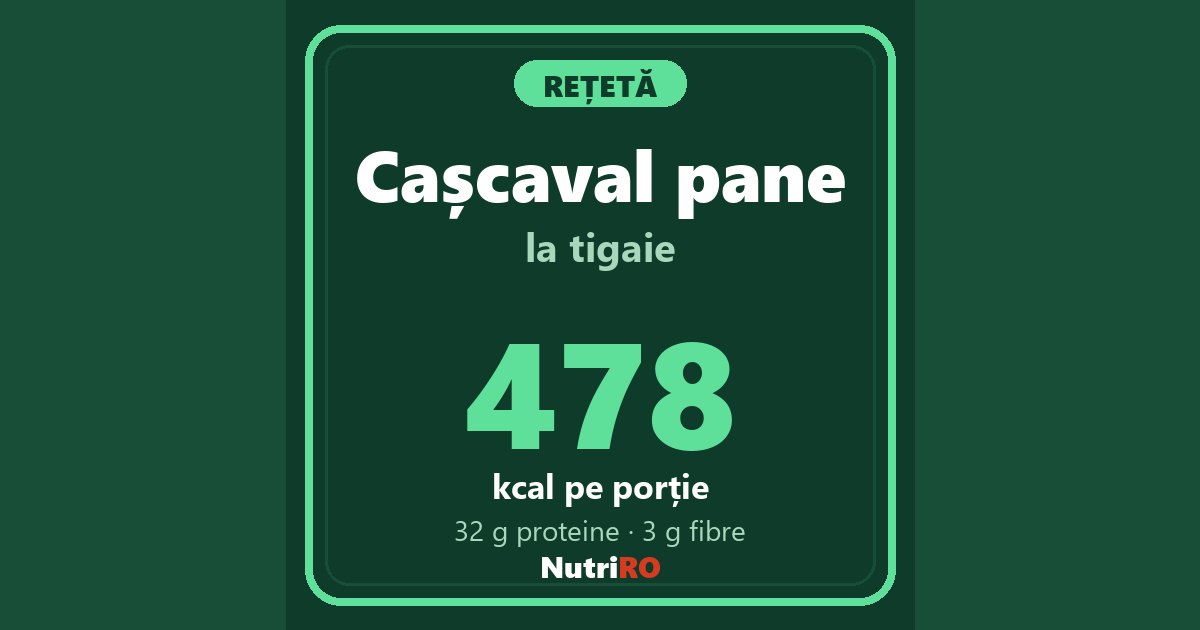 REȚETĂ
Cașcaval pane
la tigaie
478
kcal pe porție
32 g proteine · 3 g fibre
NutriRO